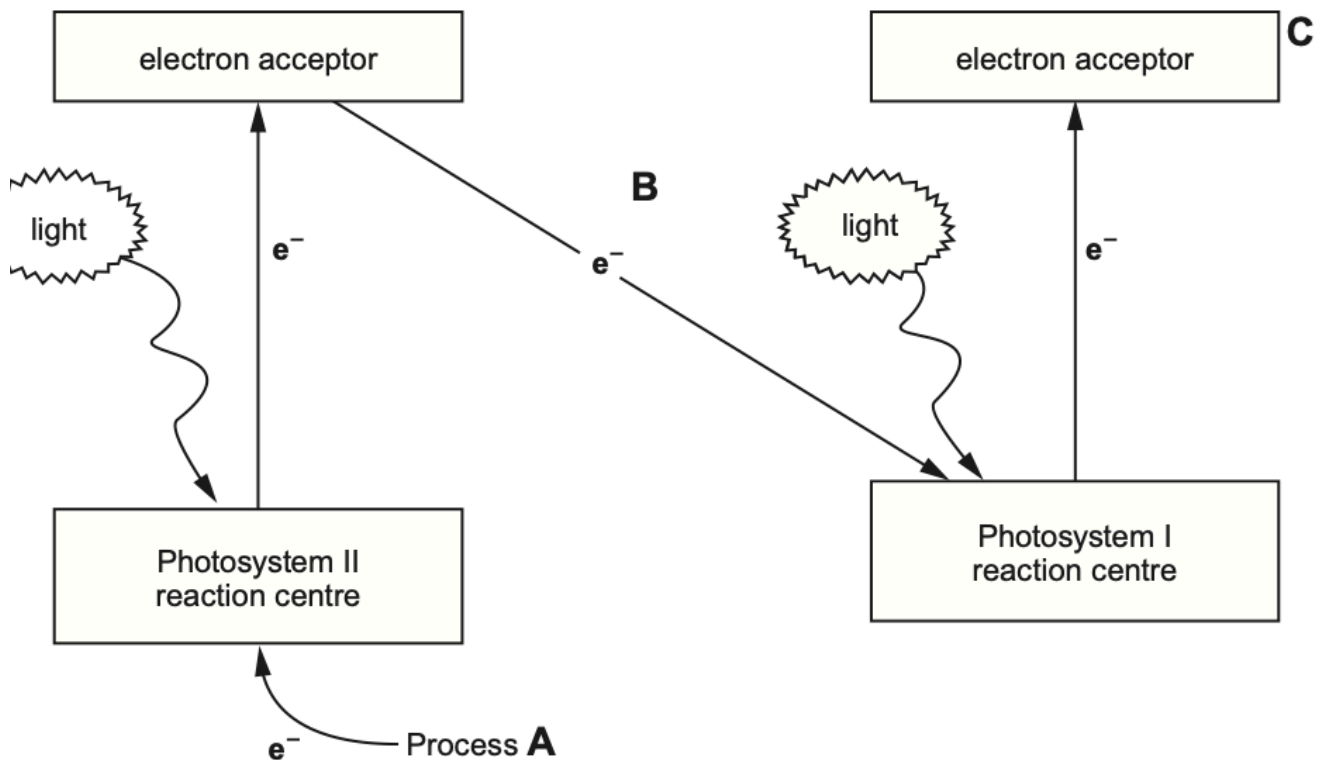 electron acceptor
electron acceptor
C
light
e⁻
B
e⁻
light
e⁻
Photosystem II
reaction centre
Photosystem I
reaction centre
e⁻
Process A